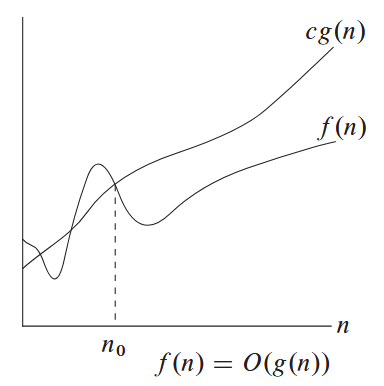 cg(n)
f(n)
n
n₀
f(n) = O(g(n))